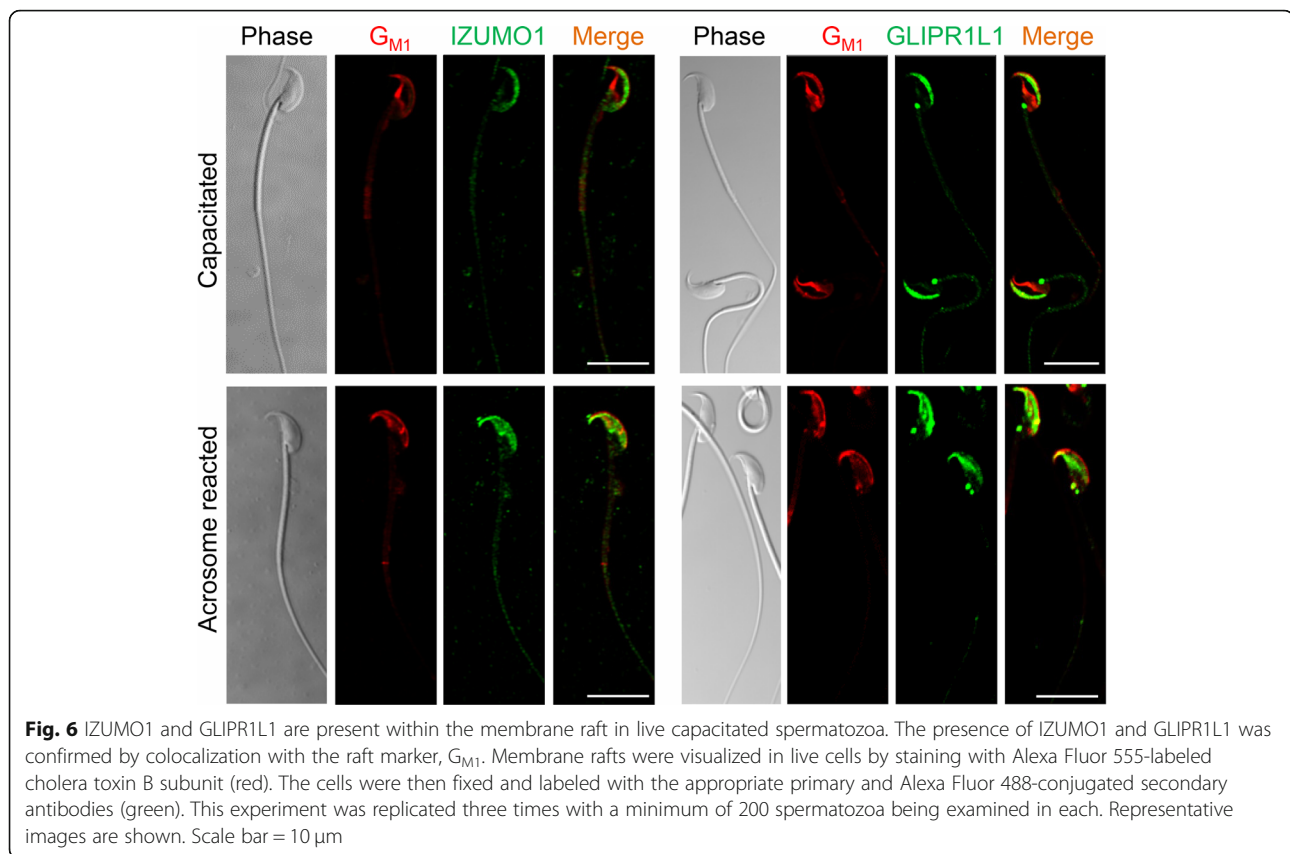 Phase G_M1 IZUMO1 Merge Phase G_M1 GLIPR1L1 Merge
Capacitated
Acrosome reacted
Fig. 6 IZUMO1 and GLIPR1L1 are present within the membrane raft in live capacitated spermatozoa. The presence of IZUMO1 and GLIPR1L1 was
confirmed by colocalization with the raft marker, G_M1. Membrane rafts were visualized in live cells by staining with Alexa Fluor 555-labeled
cholera toxin B subunit (red). The cells were then fixed and labeled with the appropriate primary and Alexa Fluor 488-conjugated secondary
antibodies (green). This experiment was replicated three times with a minimum of 200 spermatozoa being examined in each. Representative
images are shown. Scale bar = 10 μm